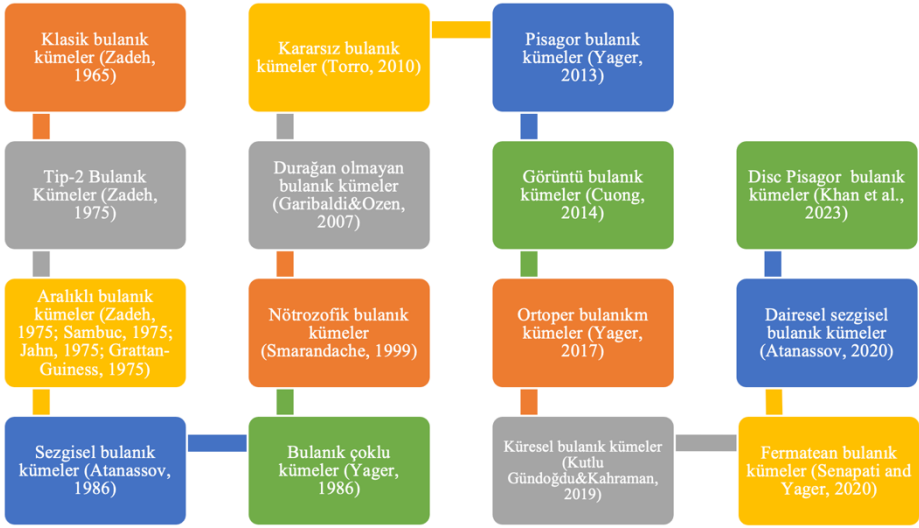 Klasik bulanık
kümeler (Zadeh,
1965)
Tip-2 Bulanık
Kümeler (Zadeh,
1975)
Aralıklı bulanık
kümeler (Zadeh,
1975; Sambuc, 1975;
Jahn, 1975; Grattan-
Guiness, 1975)
Sezgisel bulanık
kümeler (Atanassov,
1986)
Bulanık çoklu
kümeler (Yager,
1986)
Nötrozofik bulanık
kümeler
(Smarandache, 1999)
Durağan olmayan
bulanık kümeler
(Garibaldi&Ozen,
2007)
Kararsız bulanık
kümeler (Torro, 2010)
Pisagor bulanık
kümeler (Yager,
2013)
Görüntü bulanık
kümeler (Cuong,
2014)
Ortoper bulanıkm
kümeler (Yager,
2017)
Küresel bulanık kümeler
(Kutlu
Gündoğdu&Kahraman,
2019)
Fermatean bulanık
kümeler (Senapati and
Yager, 2020)
Dairesel sezgisel
bulanık kümeler
(Atanassov, 2020)
Disc Pisagor bulanık
kümeler (Khan et al.,
2023)